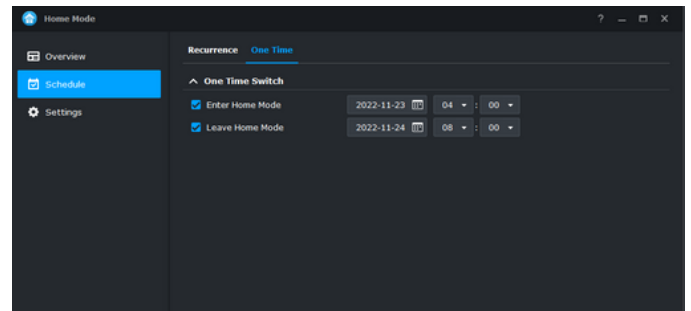 Home Mode
?
Overview
Schedule
Settings
Recurrence One Time
One Time Switch
Enter Home Mode 2022-11-23 04 : 00
Leave Home Mode 2022-11-24 08 : 00